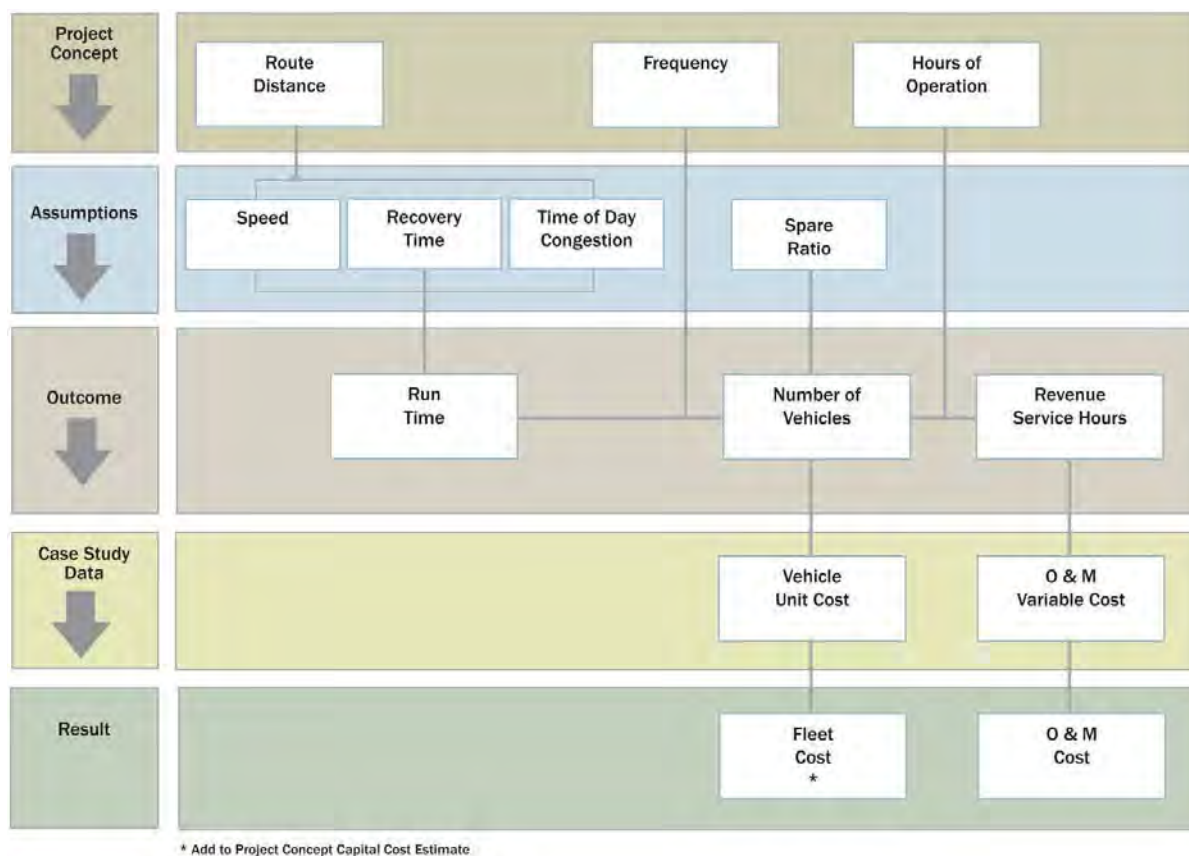 Project
Concept
Route
Distance
Frequency
Hours of
Operation
Assumptions
Speed
Recovery
Time
Time of Day
Congestion
Spare
Ratio
Outcome
Run
Time
Number of
Vehicles
Revenue
Service Hours
Case Study
Data
Vehicle
Unit Cost
O & M
Variable Cost
Result
Fleet
Cost
*
O & M
Cost
* Add to Project Concept Capital Cost Estimate